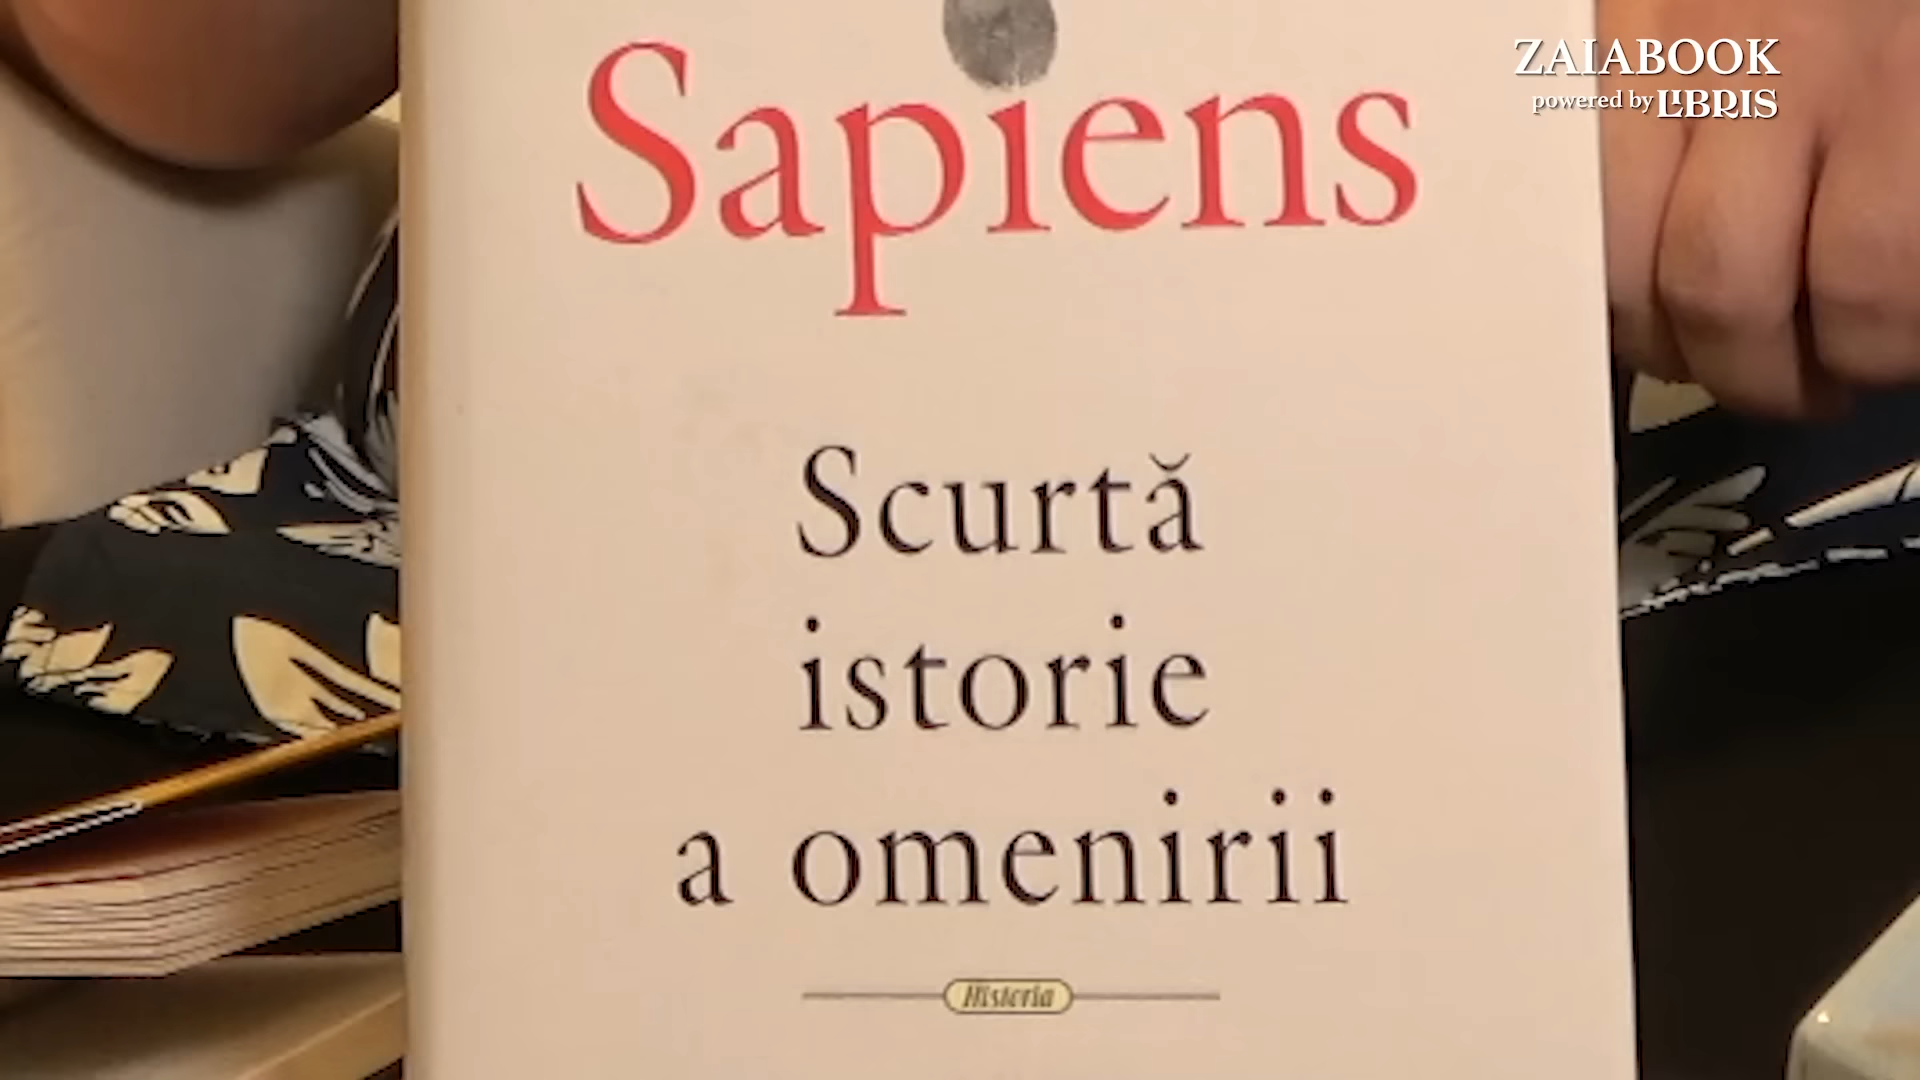 ZAIABOOK
powered by LIBRIS
Sapiens
Scurtă
istorie
a omenirii
Historia